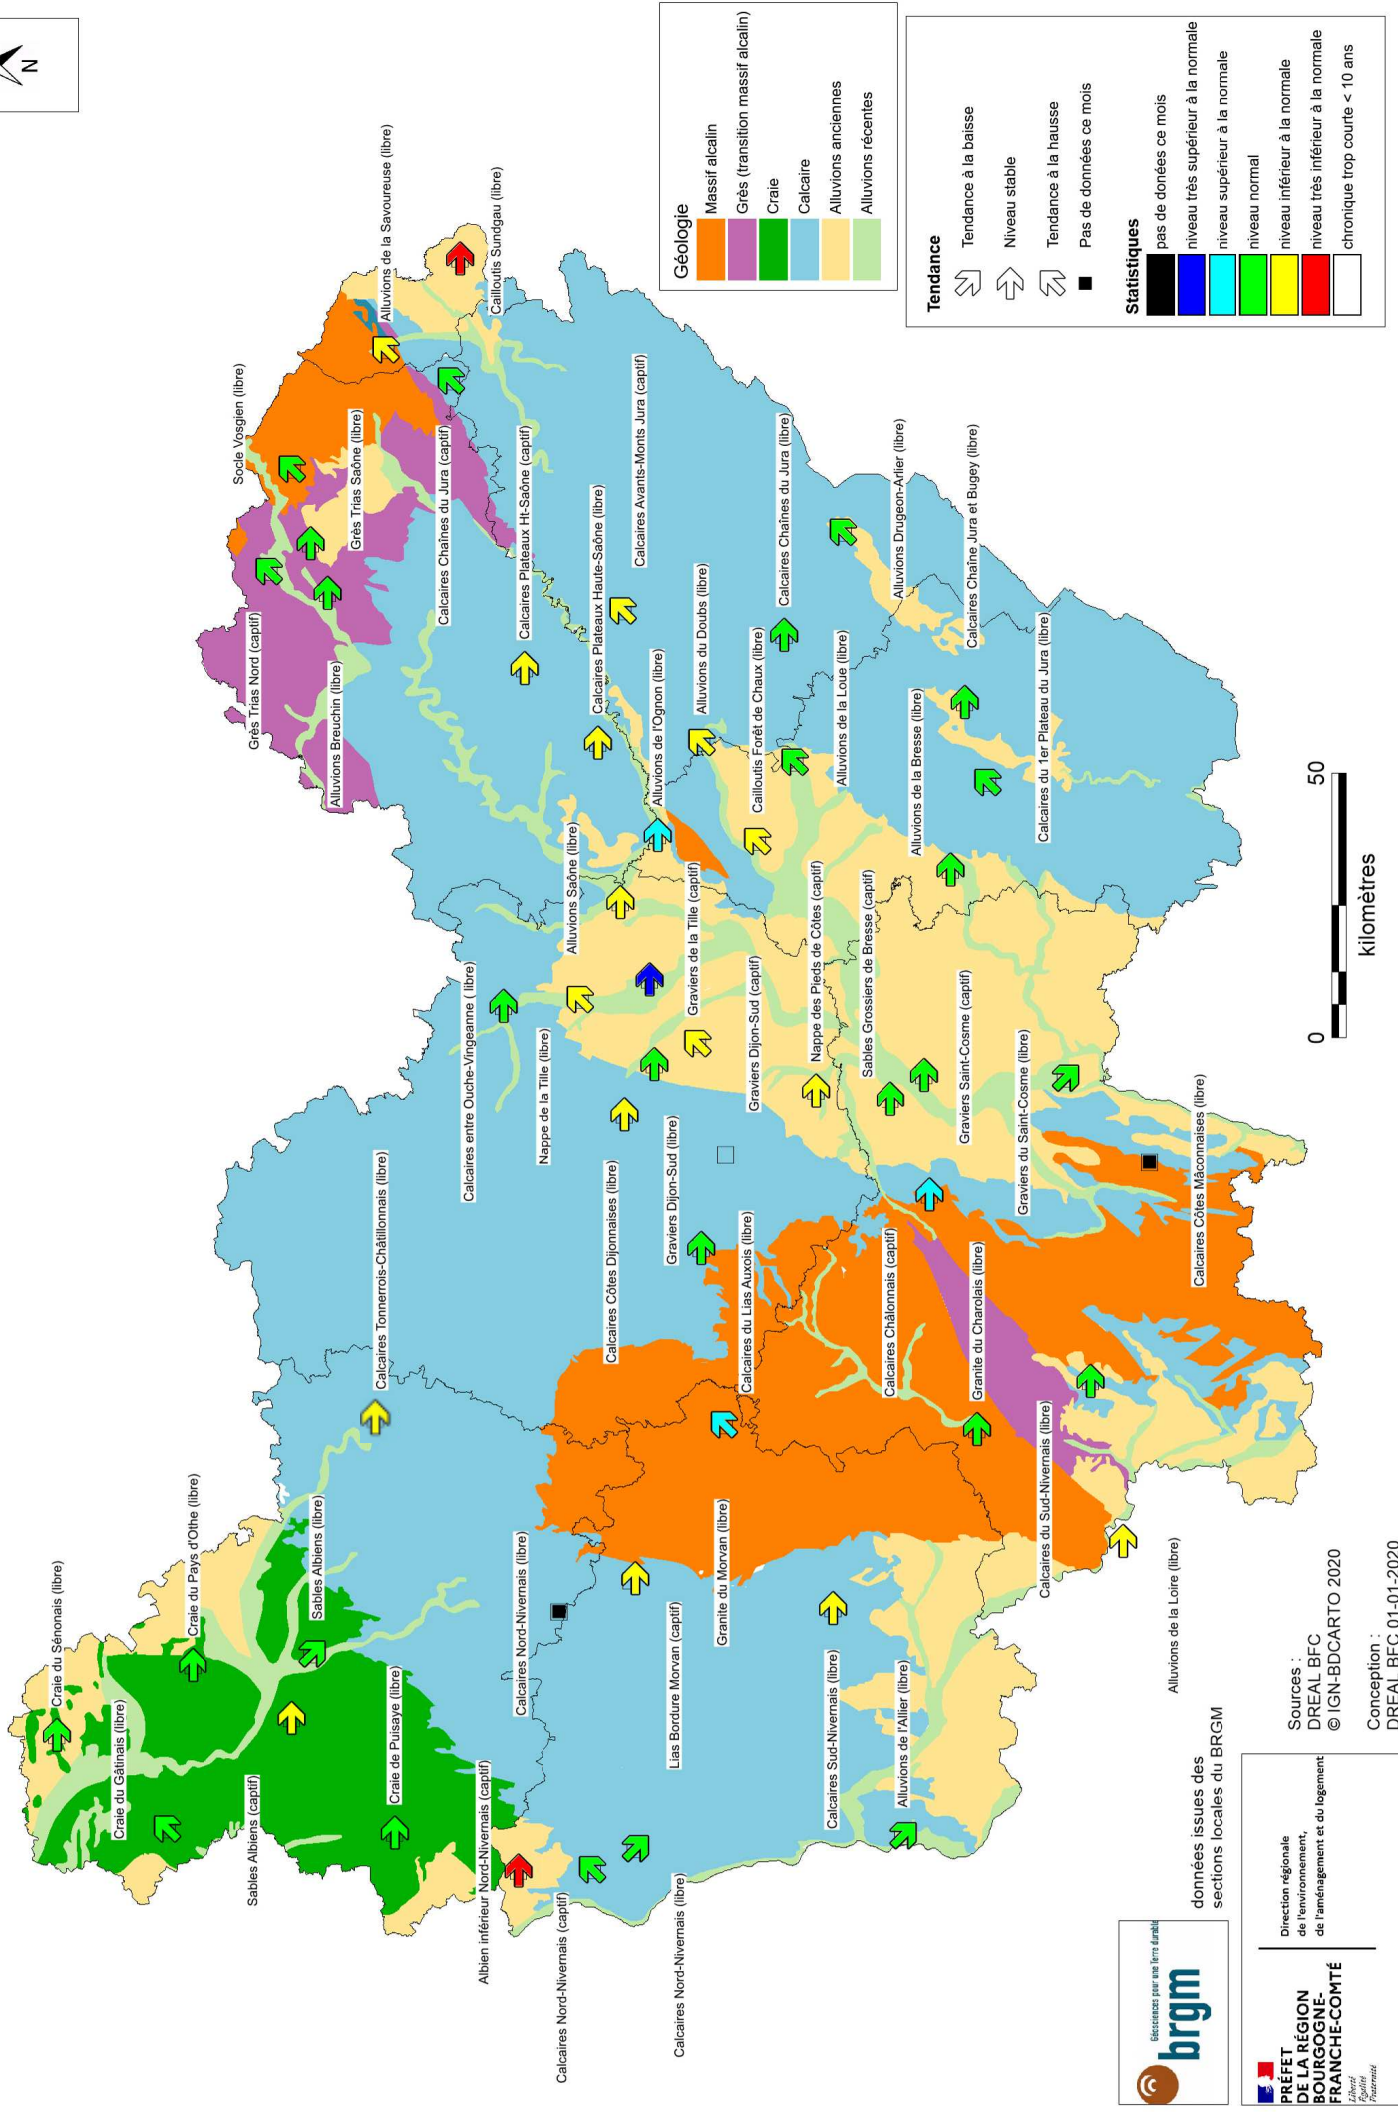 N
Craie du Sénonais (libre)
Craie du Gâtinais (libre)
Craie du Pays d'Othe (libre)
Sables Albiens (captif)
Sables Albiens (libre)
Craie de Puisaye (libre)
Calcaires Tonnerrois-Châtillonnais (libre)
Albien inférieur Nord-Nivernais (captif)
Calcaires Nord-Nivernais (libre)
Calcaires Nord-Nivernais (captif)
Calcaires Nord-Nivernais (libre)
Lias Bordure Morvan (captif)
Granite du Morvan (libre)
Calcaires Sud-Nivernais (libre)
Alluvions de l'Allier (libre)
Calcaires du Sud-Nivernais (libre)
Alluvions de la Loire (libre)
Calcaires entre Ouche-Vingeanne ( libre)
Nappe de la Tille (libre)
Calcaires Côtes Dijonnaises (libre)
Graviers Dijon-Sud (libre)
Calcaires du Lias Auxois (libre)
Calcaires Châlonnais (captif)
Granite du Charolais (libre)
Alluvions Saône (libre)
Graviers de la Tille (captif)
Graviers Dijon-Sud (captif)
Nappe des Pieds de Côtes (captif)
Sables Grossiers de Bresse (captif)
Graviers Saint-Cosme (captif)
Graviers du Saint-Cosme (libre)
Calcaires Côtes Mâconnaises (libre)
Socle Vosgien (libre)
Grès Trias Nord (captif)
Alluvions Breuchin (libre)
Grès Trias Saône (libre)
Alluvions de la Savoureuse (libre)
Cailloutis Sundgau (libre)
Calcaires Chaînes du Jura (captif)
Calcaires Plateaux Ht-Saône (captif)
Calcaires Plateaux Haute-Saône (libre)
Calcaires Avants-Monts Jura (captif)
Alluvions de l'Ognon (libre)
Alluvions du Doubs (libre)
Cailloutis Forêt de Chaux (libre)
Calcaires Chaînes du Jura (libre)
Alluvions de la Loue (libre)
Alluvions Drugeon-Arlier (libre)
Alluvions de la Bresse (libre)
Calcaires Chaîne Jura et Bugey (libre)
Calcaires du 1er Plateau du Jura (libre)
Géologie
Massif alcalin
Grès (transition massif alcalin)
Craie
Calcaire
Alluvions anciennes
Alluvions récentes
Tendance
Tendance à la baisse
Niveau stable
Tendance à la hausse
Pas de données ce mois
Statistiques
pas de donées ce mois
niveau très supérieur à la normale
niveau supérieur à la normale
niveau normal
niveau inférieur à la normale
niveau très inférieur à la normale
chronique trop courte < 10 ans
0 50
kilomètres
Géosciences pour une Terre durable
brgm
données issues des
sections locales du BRGM
PRÉFET
DE LA RÉGION
BOURGOGNE-
FRANCHE-COMTÉ
Liberté
Égalité
Fraternité
Direction régionale
de l'environnement,
de l'aménagement et du logement
Sources :
DREAL BFC
© IGN-BDCARTO 2020
Conception :
DREAL BFC 01-01-2020